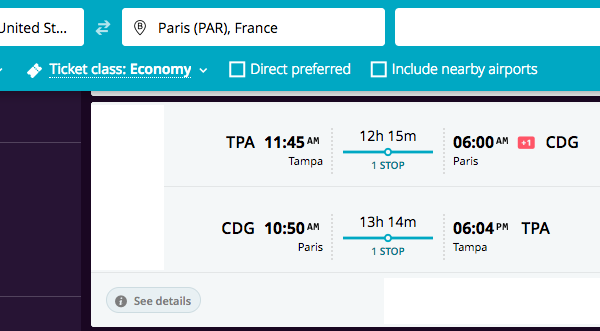 United St...
B
Paris (PAR), France
Ticket class: Economy
Direct preferred
Include nearby airports
TPA 11:45 AM
Tampa
12h 15m
1 STOP
06:00 AM +1 CDG
Paris
CDG 10:50 AM
Paris
13h 14m
1 STOP
06:04 PM TPA
Tampa
See details